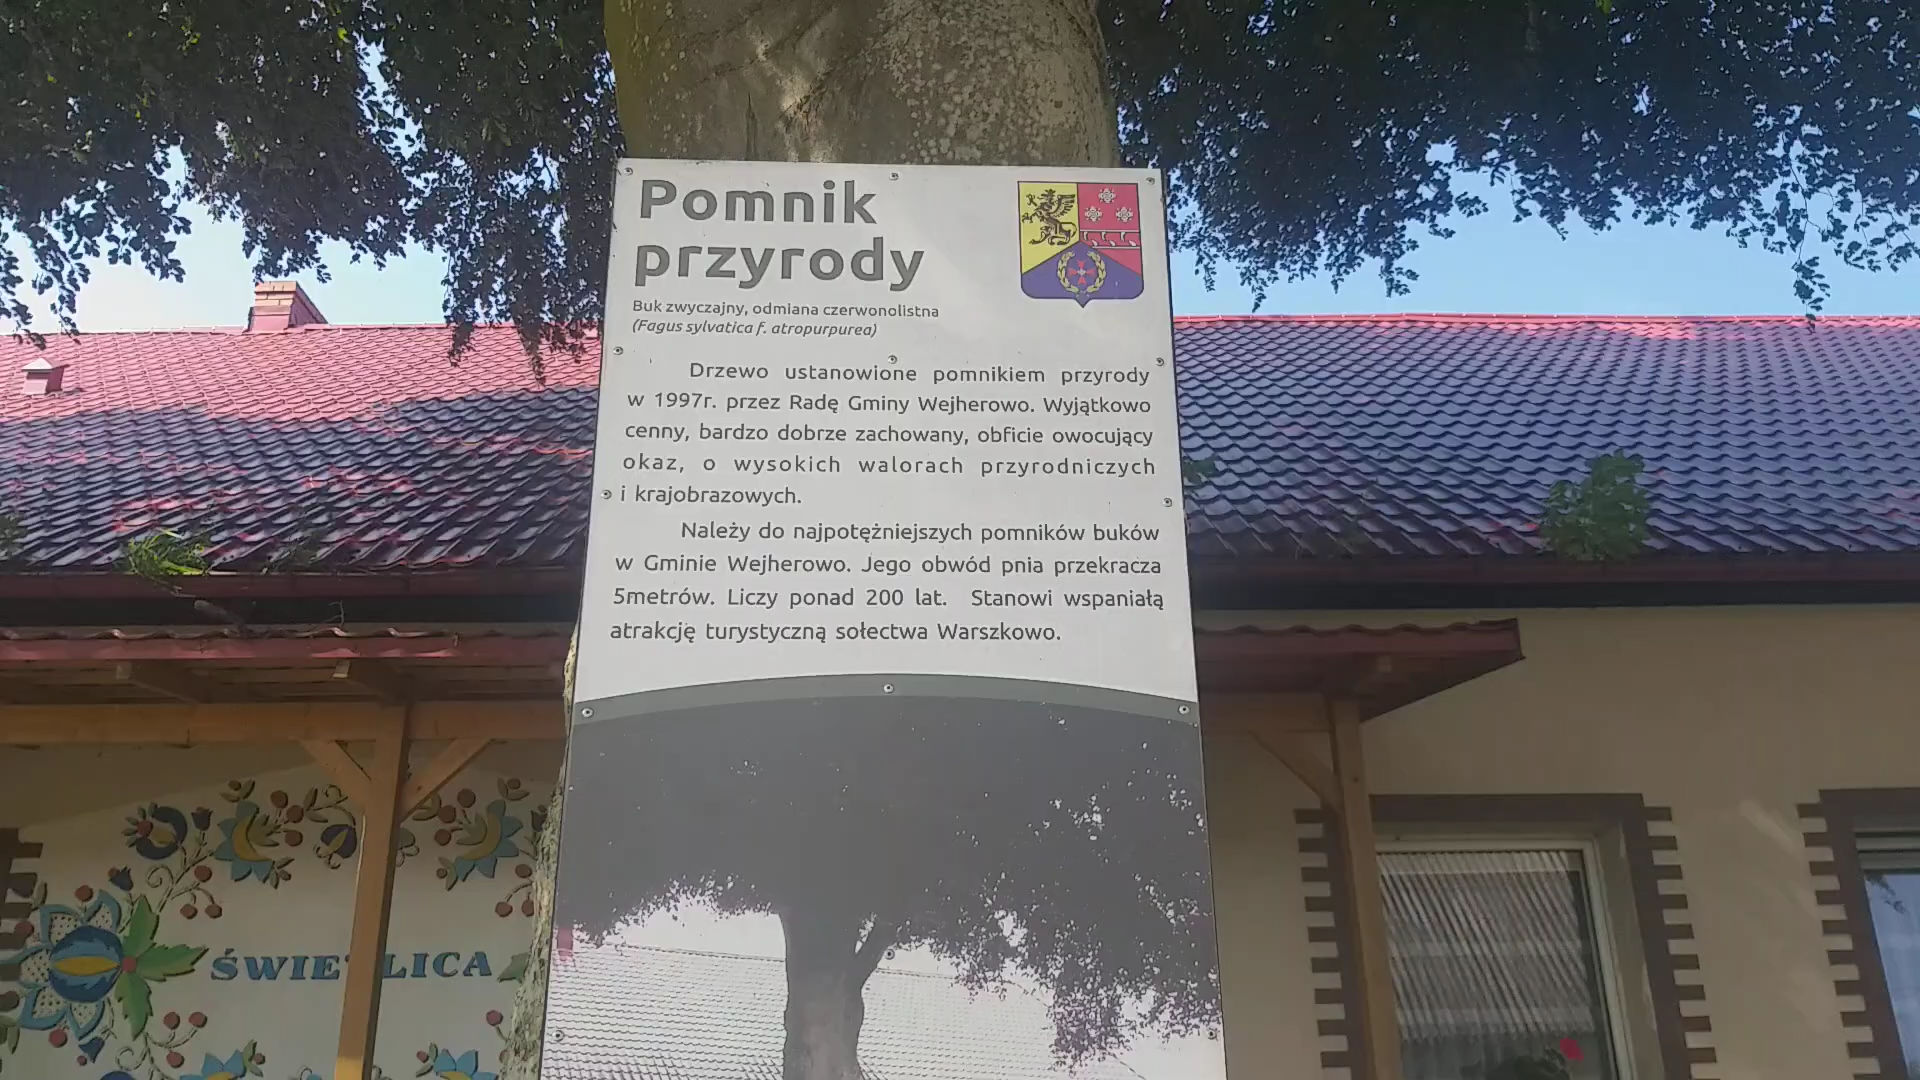 Pomnik
przyrody
Buk zwyczajny, odmiana czerwonolistna
(Fagus sylvatica f. atropurpurea)
Drzewo ustanowione pomnikiem przyrody
w 1997r. przez Radę Gminy Wejherowo. Wyjątkowo
cenny, bardzo dobrze zachowany, obficie owocujący
okaz, o wysokich walorach przyrodniczych
i krajobrazowych.
Należy do najpotężniejszych pomników buków
w Gminie Wejherowo. Jego obwód pnia przekracza
5metrów. Liczy ponad 200 lat. Stanowi wspaniałą
atrakcję turystyczną sołectwa Warszkowo.
ŚWIETLICA